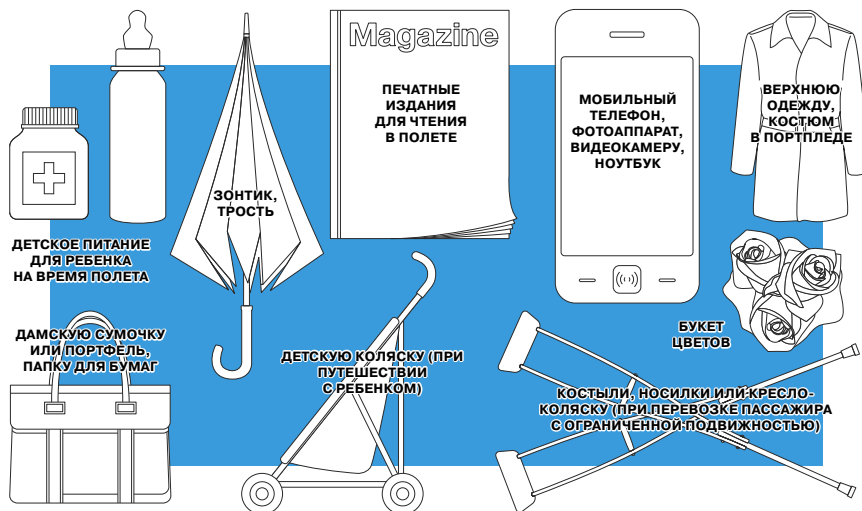 Magazine
ПЕЧАТНЫЕ
ИЗДАНИЯ
ДЛЯ ЧТЕНИЯ
В ПОЛЕТЕ
МОБИЛЬНЫЙ
ТЕЛЕФОН,
ФОТОАППАРАТ,
ВИДЕОКАМЕРУ,
НОУТБУК
ВЕРХНЮЮ
ОДЕЖДУ,
КОСТЮМ
В ПОРТПЛЕДЕ
ЗОНТИК,
ТРОСТЬ
ДЕТСКОЕ ПИТАНИЕ
ДЛЯ РЕБЕНКА
НА ВРЕМЯ ПОЛЕТА
ДАМСКУЮ СУМОЧКУ
ИЛИ ПОРТФЕЛЬ,
ПАПКУ ДЛЯ БУМАГ
ДЕТСКУЮ КОЛЯСКУ (ПРИ
ПУТЕШЕСТВИИ
С РЕБЕНКОМ)
БУКЕТ
ЦВЕТОВ
КОСТЫЛИ, НОСИЛКИ ИЛИ КРЕСЛО-
КОЛЯСКУ (ПРИ ПЕРЕВОЗКЕ ПАССАЖИРА
С ОГРАНИЧЕННОЙ ПОДВИЖНОСТЬЮ)